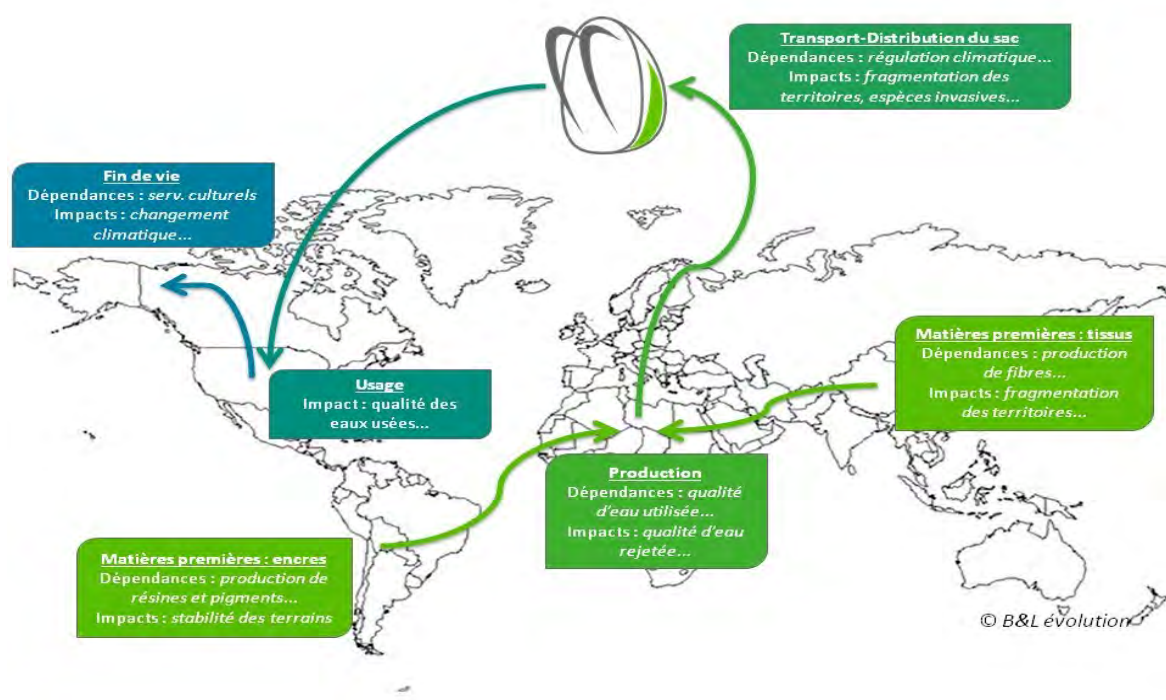 Transport-Distribution du sac
Dépendances : régulation climatique...
Impacts : fragmentation des
territoires, espèces invasives...
Fin de vie
Dépendances : serv. culturels
Impacts : changement
climatique...
Matières premières : tissus
Dépendances : production
de fibres...
Impacts : fragmentation
des territoires...
Usage
Impact : qualité des
eaux usées...
Production
Dépendances : qualité
d'eau utilisée...
Impacts : qualité d'eau
rejetée...
Matières premières : encres
Dépendances : production de
résines et pigments...
Impacts : stabilité des terrains
© B&L évolution